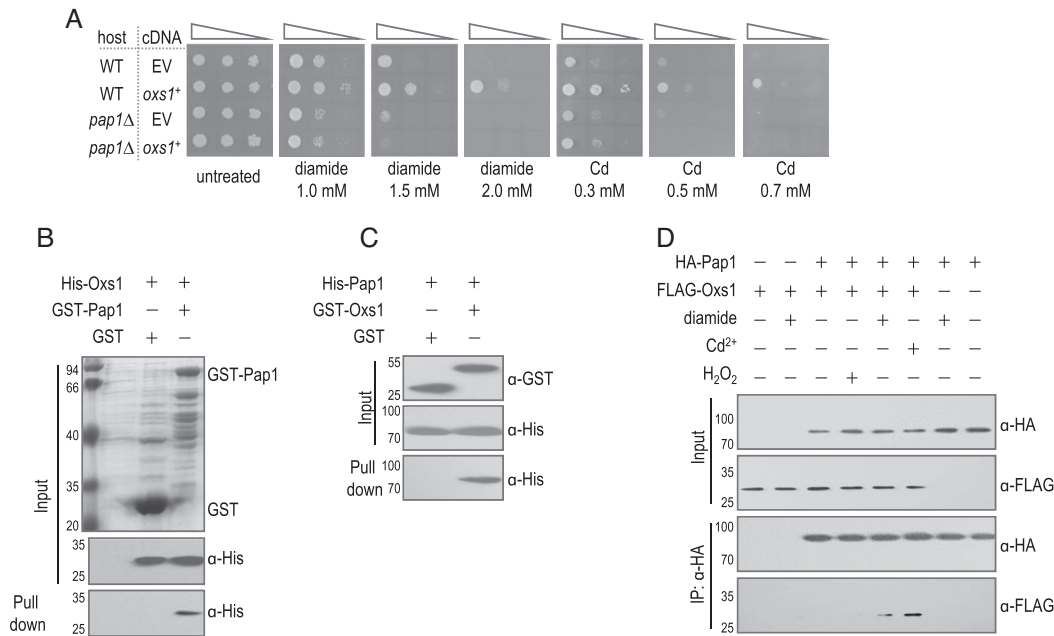 A
host cDNA
WT EV
WT oxs1+
pap1Δ EV
pap1Δ oxs1+
untreated
diamide
1.0 mM
diamide
1.5 mM
diamide
2.0 mM
Cd
0.3 mM
Cd
0.5 mM
Cd
0.7 mM
B
His-Oxs1 + +
GST-Pap1 − +
GST + −
Input
94
66
40
35
20
GST-Pap1
GST
35
25
α-His
Pull down
35
25
α-His
C
His-Pap1 + +
GST-Oxs1 − +
GST + −
Input
55
25
α-GST
100
70
α-His
Pull down
100
70
α-His
D
HA-Pap1 − − + + + + + +
FLAG-Oxs1 + + + + + + − −
diamide − + − − + − + −
Cd2+ − − − − − + − −
H2O2 − − − + − − − −
Input
100
70
α-HA
35
25
α-FLAG
IP: α-HA
100
70
α-HA
35
25
α-FLAG